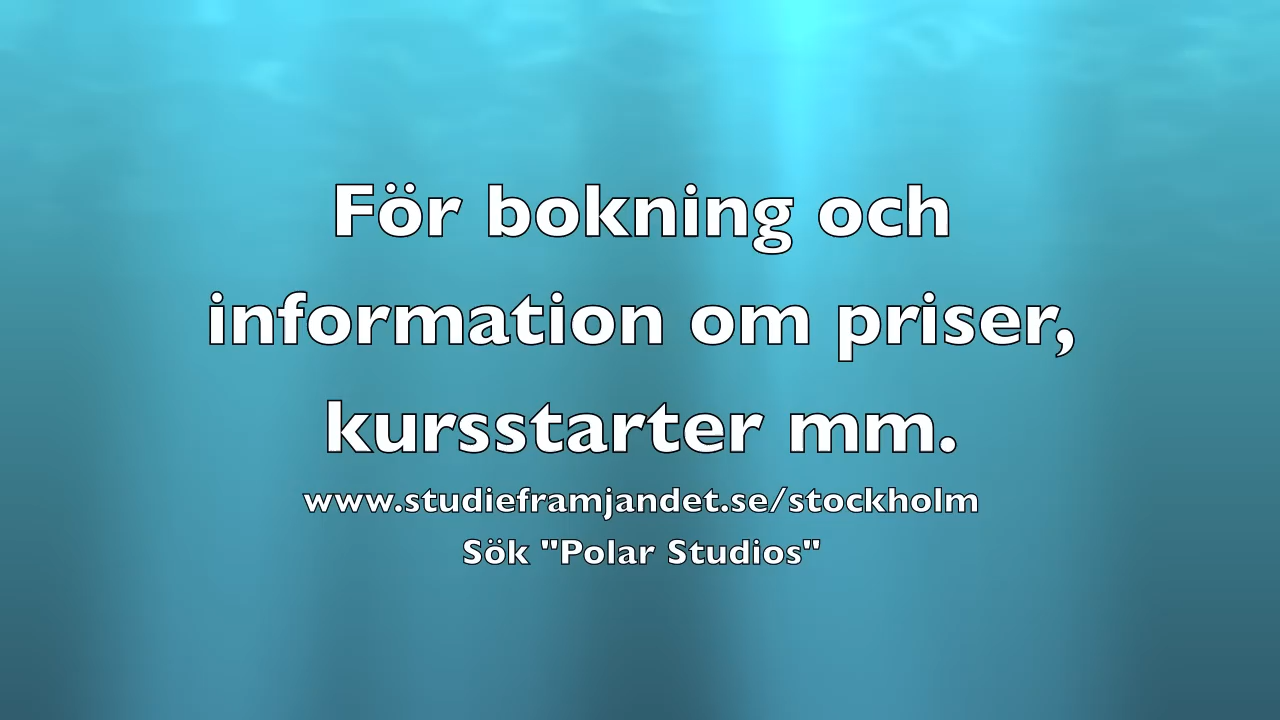 För bokning och
information om priser,
kursstarter mm.
www.studieframjandet.se/stockholm
Sök "Polar Studios"